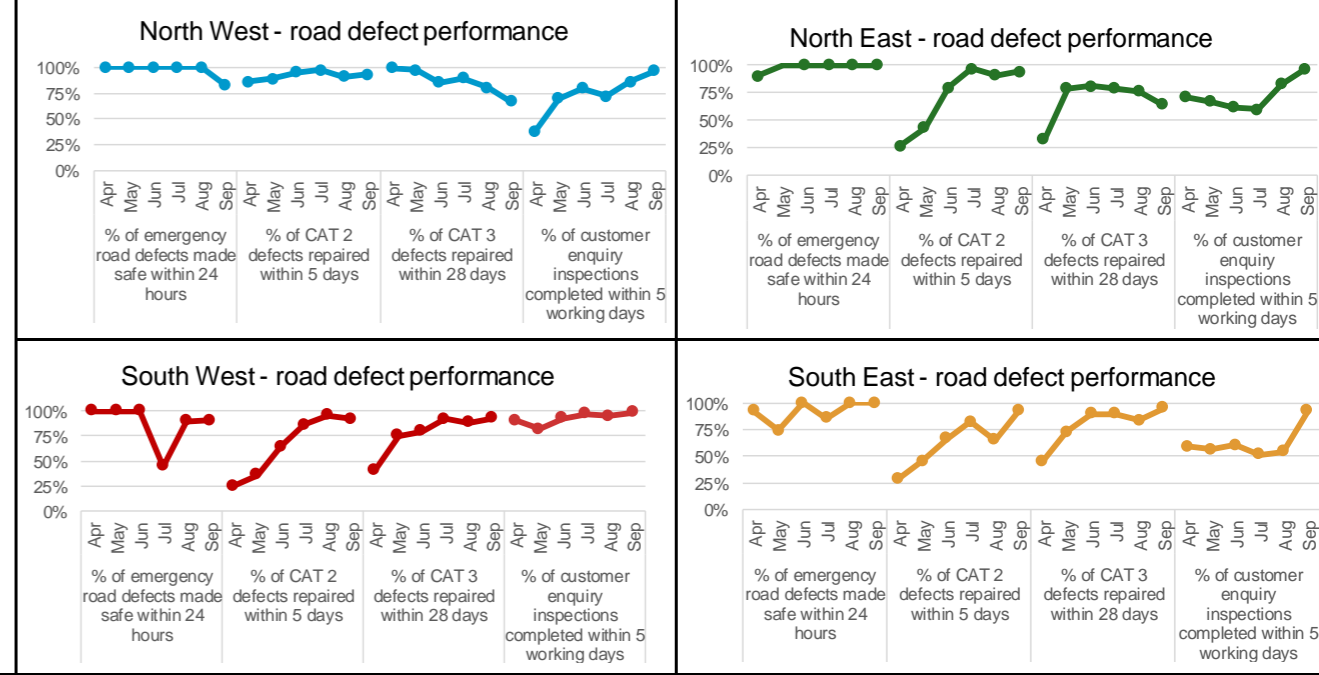 North West - road defect performance
100%
75%
50%
25%
0%
Apr May Jun Jul Aug Sep Apr May Jun Jul Aug Sep Apr May Jun Jul Aug Sep Apr May Jun Jul Aug Sep
% of emergency
road defects made
safe within 24
hours
% of CAT 2
defects repaired
within 5 days
% of CAT 3
defects repaired
within 28 days
% of customer
enquiry
inspections
completed within 5
working days
North East - road defect performance
100%
75%
50%
25%
0%
Apr May Jun Jul Aug Sep Apr May Jun Jul Aug Sep Apr May Jun Jul Aug Sep Apr May Jun Jul Aug Sep
% of emergency
road defects made
safe within 24
hours
% of CAT 2
defects repaired
within 5 days
% of CAT 3
defects repaired
within 28 days
% of customer
enquiry
inspections
completed within 5
working days
South West - road defect performance
100%
75%
50%
25%
0%
Apr May Jun Jul Aug Sep Apr May Jun Jul Aug Sep Apr May Jun Jul Aug Sep Apr May Jun Jul Aug Sep
% of emergency
road defects made
safe within 24
hours
% of CAT 2
defects repaired
within 5 days
% of CAT 3
defects repaired
within 28 days
% of customer
enquiry
inspections
completed within 5
working days
South East - road defect performance
100%
75%
50%
25%
0%
Apr May Jun Jul Aug Sep Apr May Jun Jul Aug Sep Apr May Jun Jul Aug Sep Apr May Jun Jul Aug Sep
% of emergency
road defects made
safe within 24
hours
% of CAT 2
defects repaired
within 5 days
% of CAT 3
defects repaired
within 28 days
% of customer
enquiry
inspections
completed within 5
working days